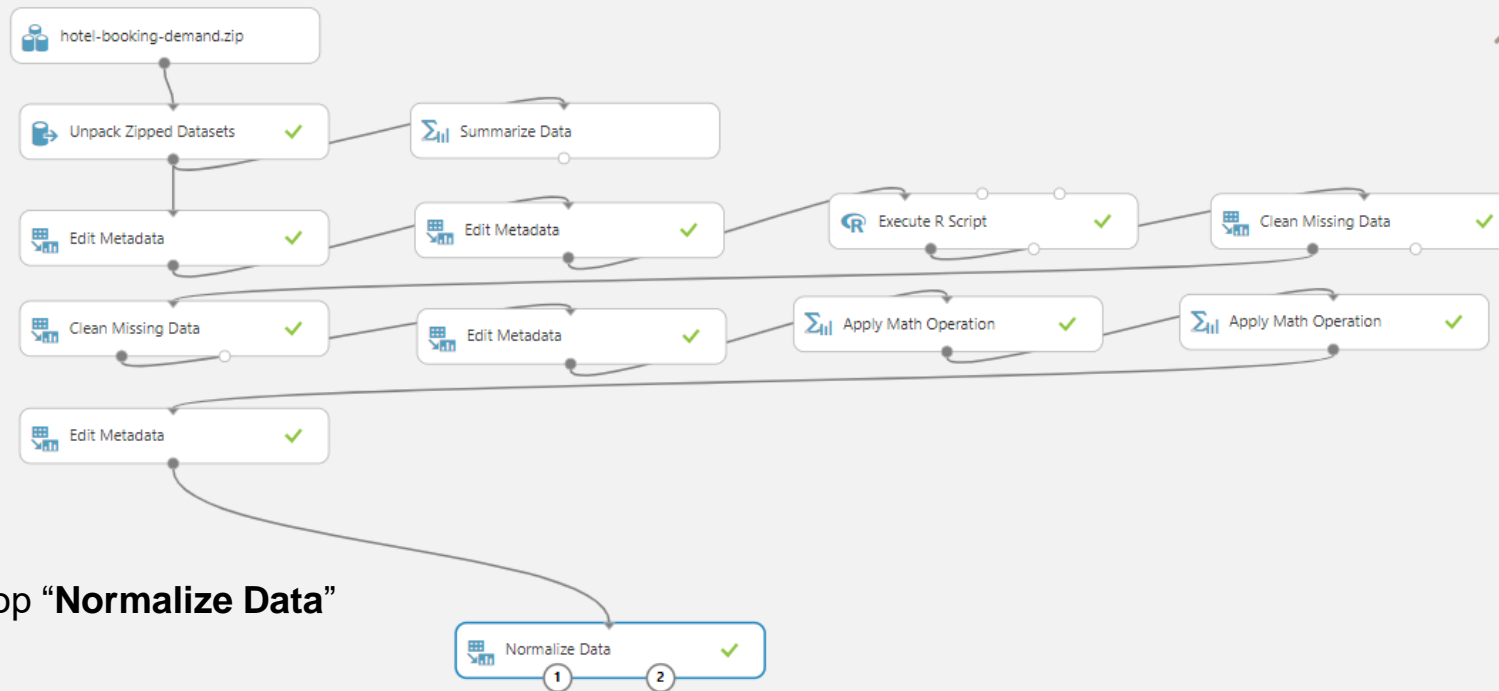 hotel-booking-demand.zip
Unpack Zipped Datasets
Summarize Data
Edit Metadata
Edit Metadata
Execute R Script
Clean Missing Data
Clean Missing Data
Edit Metadata
Apply Math Operation
Apply Math Operation
Edit Metadata
op “Normalize Data”
Normalize Data
1 2